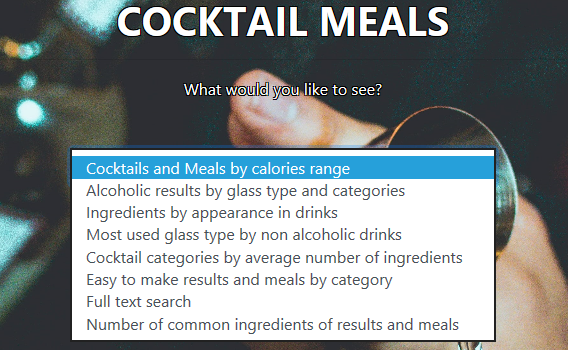 COCKTAIL MEALS
What would you like to see?
Cocktails and Meals by calories range
Alcoholic results by glass type and categories
Ingredients by appearance in drinks
Most used glass type by non alcoholic drinks
Cocktail categories by average number of ingredients
Easy to make results and meals by category
Full text search
Number of common ingredients of results and meals